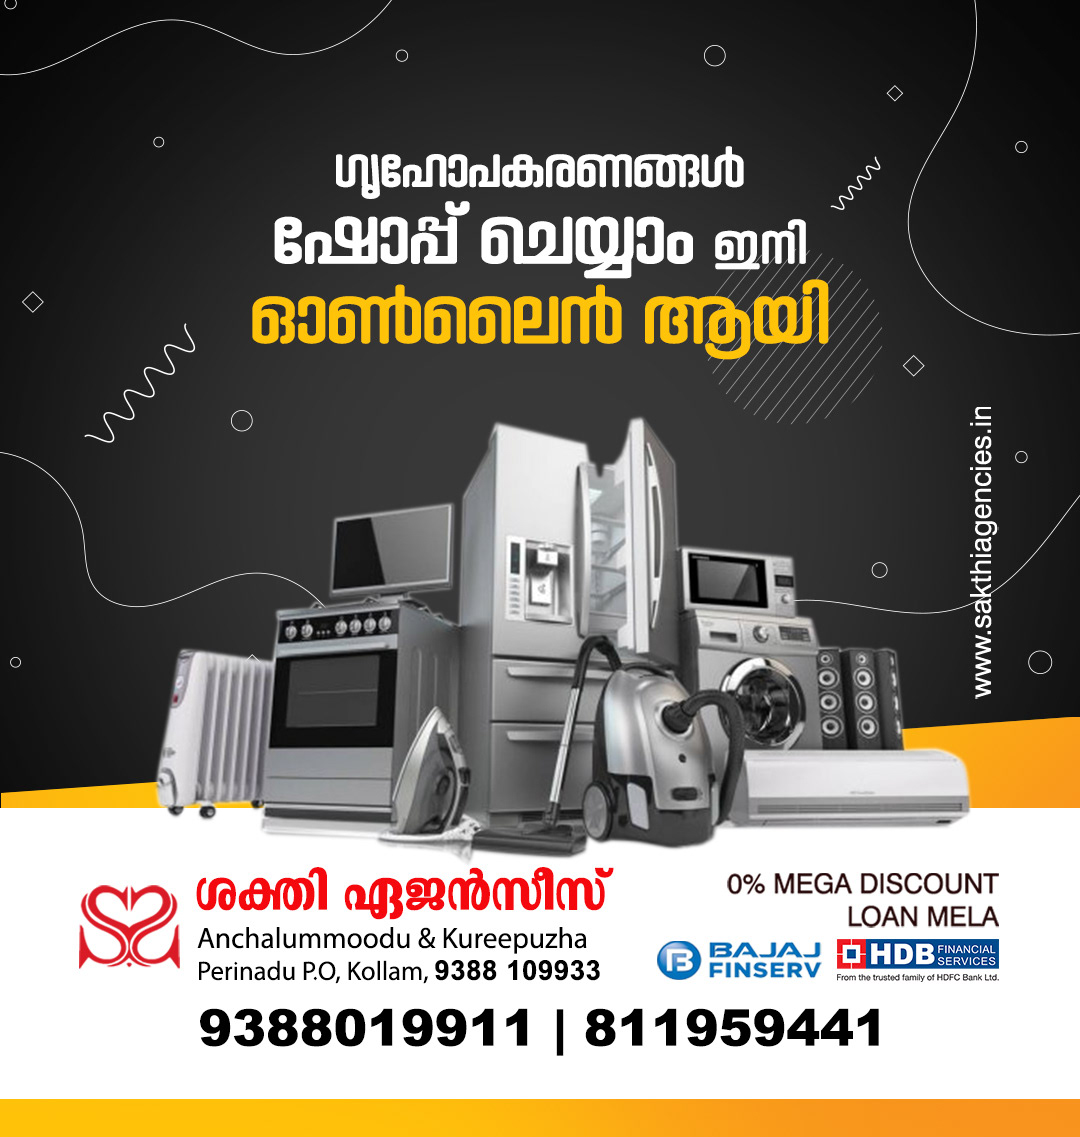 ഗൃഹോപകരണങ്ങൾ
ഷോപ്പ് ചെയ്യാം ഇനി
ഓൺലൈൻ ആയി
www.sakthiagencies.in
ശക്തി ഏജൻസീസ്
Anchalummoodu & Kureepuzha
Perinadu P.O, Kollam, 9388 109933
0% MEGA DISCOUNT
LOAN MELA
BAJAJ
FINSERV
HDB FINANCIAL
SERVICES
From the trusted family of HDFC Bank Ltd.
9388019911 | 811959441